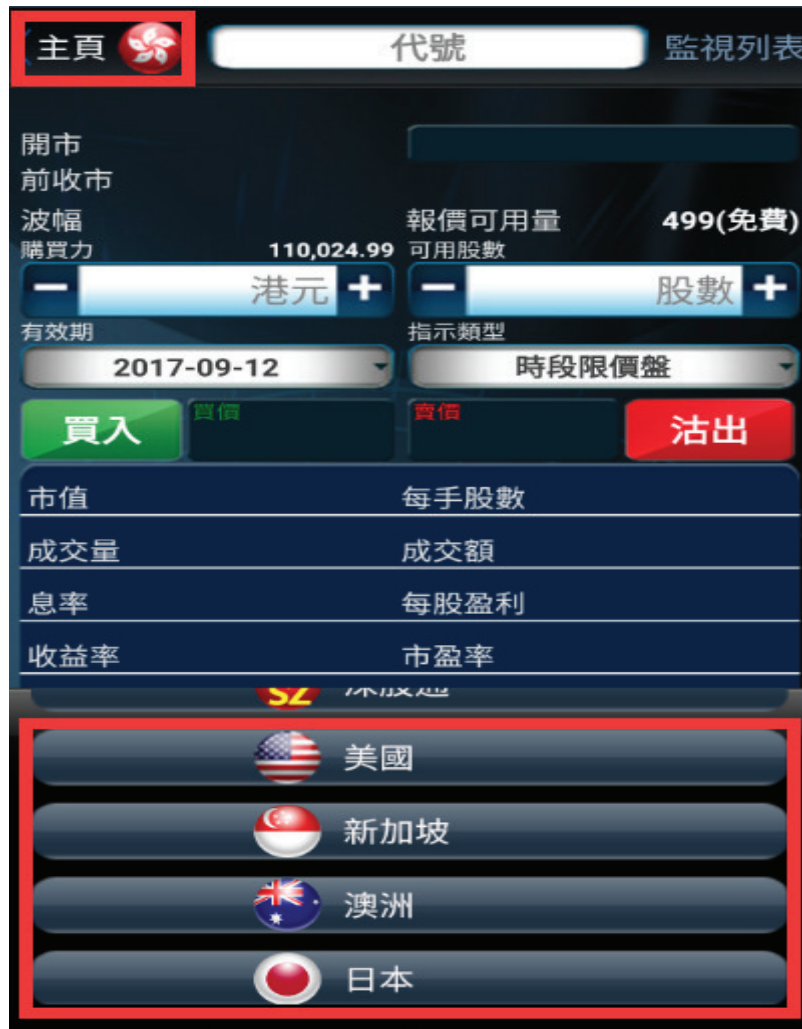 主頁 代號 監視列表
開市
前收市
波幅 報價可用量 499(免費)
購買力 110,024.99 可用股數
港元 股數
有效期 指示類型
2017-09-12 時段限價盤
買入 買價 賣價 沽出
市值 每手股數
成交量 成交額
息率 每股盈利
收益率 市盈率
SZ 深股通
美國
新加坡
澳洲
日本